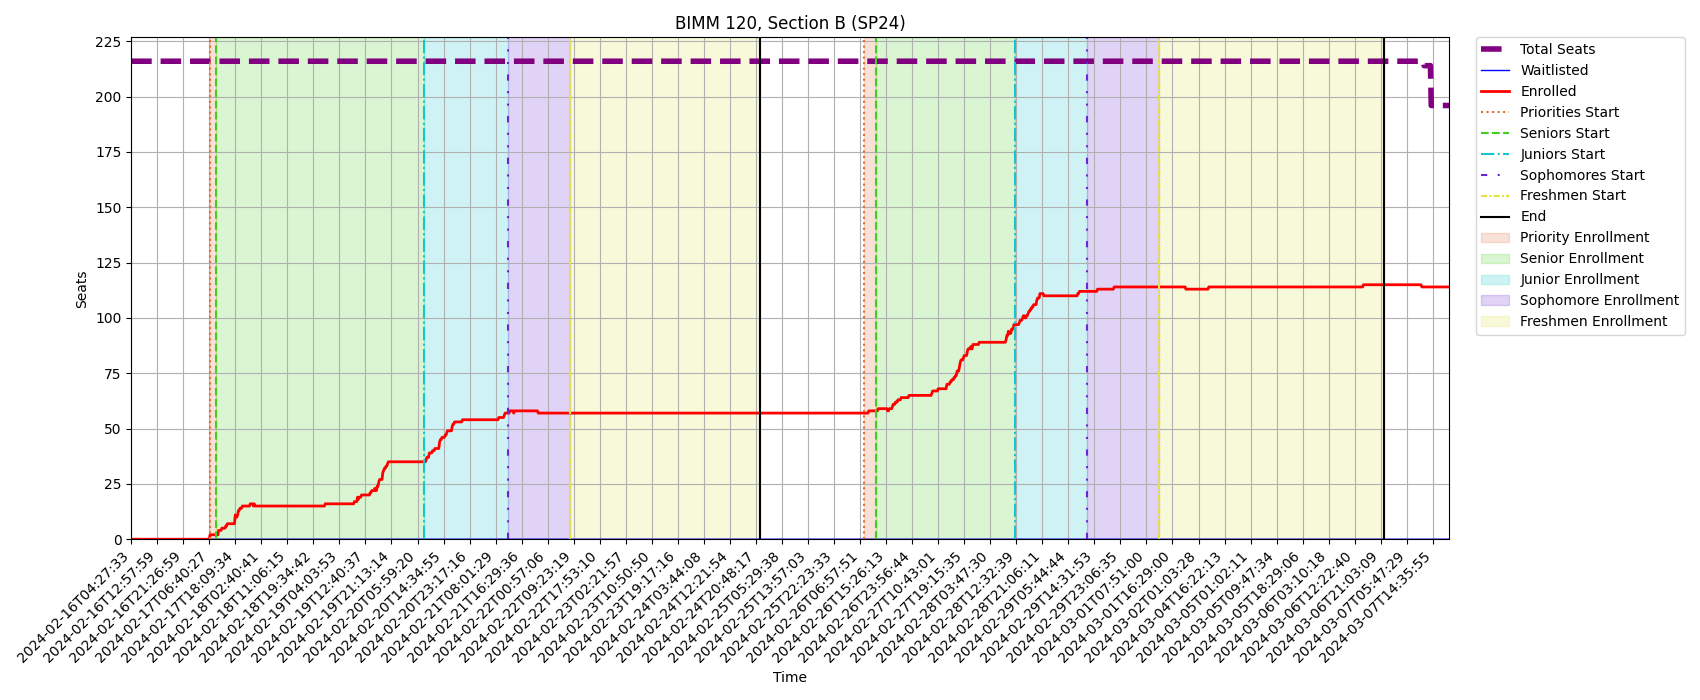 BIMM 120, Section B (SP24)
225
200
175
150
125
100
75
50
25
0
Seats
2024-02-16T04:27:33
2024-02-16T12:57:59
2024-02-16T21:26:59
2024-02-17T06:40:27
2024-02-17T18:09:34
2024-02-18T02:40:41
2024-02-18T11:06:15
2024-02-18T19:34:42
2024-02-19T04:03:53
2024-02-19T12:40:37
2024-02-19T21:13:14
2024-02-20T05:59:20
2024-02-20T14:34:55
2024-02-20T23:17:16
2024-02-21T08:01:29
2024-02-21T16:29:36
2024-02-22T00:57:06
2024-02-22T09:23:19
2024-02-22T17:53:10
2024-02-23T02:21:57
2024-02-23T10:50:50
2024-02-23T19:17:16
2024-02-24T03:44:08
2024-02-24T12:21:54
2024-02-24T20:48:17
2024-02-25T05:29:38
2024-02-25T13:57:03
2024-02-25T22:23:33
2024-02-26T06:57:51
2024-02-26T15:26:13
2024-02-26T23:56:44
2024-02-27T10:43:01
2024-02-27T19:15:35
2024-02-28T03:47:30
2024-02-28T12:32:39
2024-02-28T21:06:11
2024-02-29T05:44:44
2024-02-29T14:31:53
2024-02-29T23:06:35
2024-03-01T07:51:00
2024-03-01T16:29:00
2024-03-02T01:03:28
2024-03-04T16:22:13
2024-03-05T01:02:11
2024-03-05T09:47:34
2024-03-05T18:29:06
2024-03-06T03:10:18
2024-03-06T12:22:40
2024-03-06T21:03:09
2024-03-07T05:47:29
2024-03-07T14:35:55
Time
Total Seats
Waitlisted
Enrolled
Priorities Start
Seniors Start
Juniors Start
Sophomores Start
Freshmen Start
End
Priority Enrollment
Senior Enrollment
Junior Enrollment
Sophomore Enrollment
Freshmen Enrollment